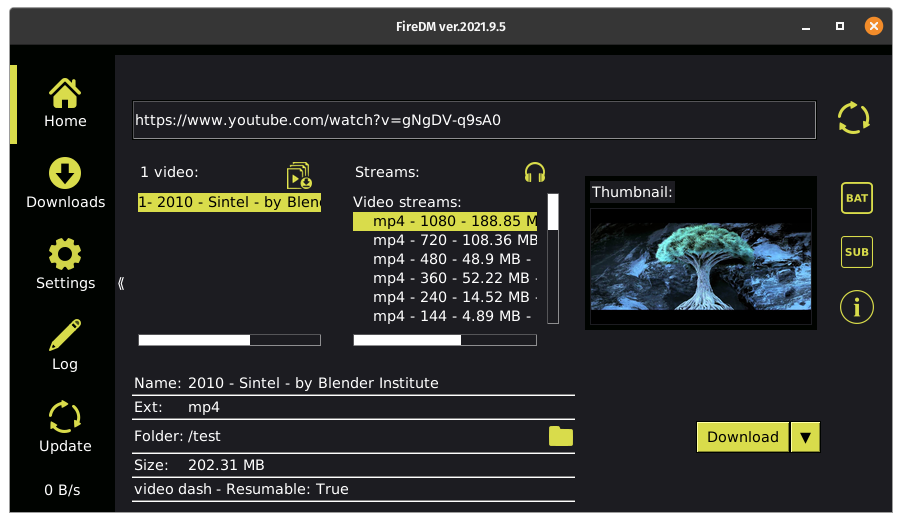 FireDM ver.2021.9.5
Home
Downloads
Settings
Log
Update
0 B/s
https://www.youtube.com/watch?v=gNgDV-q9sA0
1 video:
1- 2010 - Sintel - by Blen
Streams:
Video streams:
mp4 - 1080 - 188.85 M
mp4 - 720 - 108.36 MB
mp4 - 480 - 48.9 MB -
mp4 - 360 - 52.22 MB -
mp4 - 240 - 14.52 MB -
mp4 - 144 - 4.89 MB -
Thumbnail:
BAT
SUB
i
Name: 2010 - Sintel - by Blender Institute
Ext: mp4
Folder: /test
Size: 202.31 MB
video dash - Resumable: True
Download